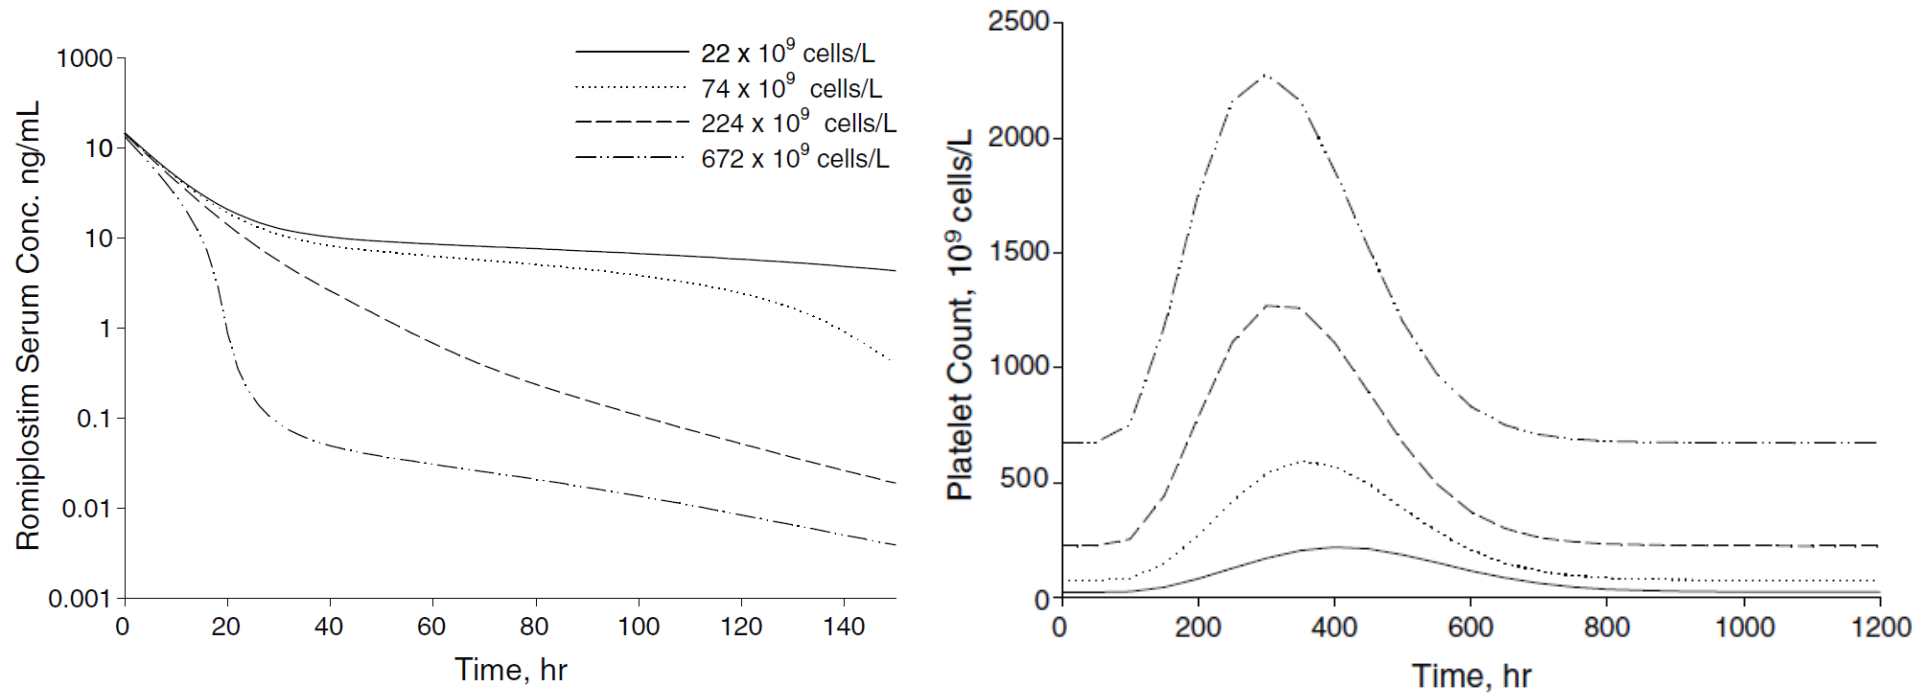 22 x 10⁹ cells/L
74 x 10⁹ cells/L
224 x 10⁹ cells/L
672 x 10⁹ cells/L
Romiplostim Serum Conc. ng/mL
1000
10
10
1
0.1
0.01
0.001
0 20 40 60 80 100 120 140
Time, hr
Platelet Count, 10⁹ cells/L
2500
2000
1500
1000
500
0
0 200 400 600 800 1000 1200
Time, hr